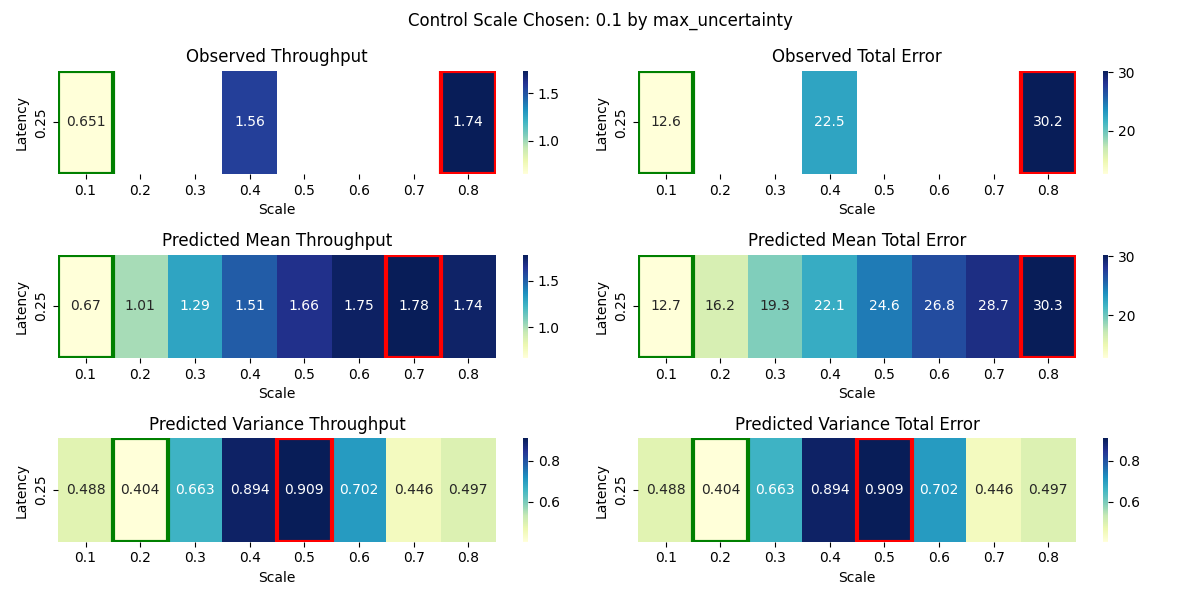 Control Scale Chosen: 0.1 by max_uncertainty
Observed Throughput
Latency
0.25
0.651
1.56
1.74
0.1 0.2 0.3 0.4 0.5 0.6 0.7 0.8
Scale
1.5
1.0
Observed Total Error
Latency
0.25
12.6
22.5
30.2
0.1 0.2 0.3 0.4 0.5 0.6 0.7 0.8
Scale
30
20
Predicted Mean Throughput
Latency
0.25
0.67 1.01 1.29 1.51 1.66 1.75 1.78 1.74
0.1 0.2 0.3 0.4 0.5 0.6 0.7 0.8
Scale
1.5
1.0
Predicted Mean Total Error
Latency
0.25
12.7 16.2 19.3 22.1 24.6 26.8 28.7 30.3
0.1 0.2 0.3 0.4 0.5 0.6 0.7 0.8
Scale
30
20
Predicted Variance Throughput
Latency
0.25
0.488 0.404 0.663 0.894 0.909 0.702 0.446 0.497
0.1 0.2 0.3 0.4 0.5 0.6 0.7 0.8
Scale
0.8
0.6
Predicted Variance Total Error
Latency
0.25
0.488 0.404 0.663 0.894 0.909 0.702 0.446 0.497
0.1 0.2 0.3 0.4 0.5 0.6 0.7 0.8
Scale
0.8
0.6